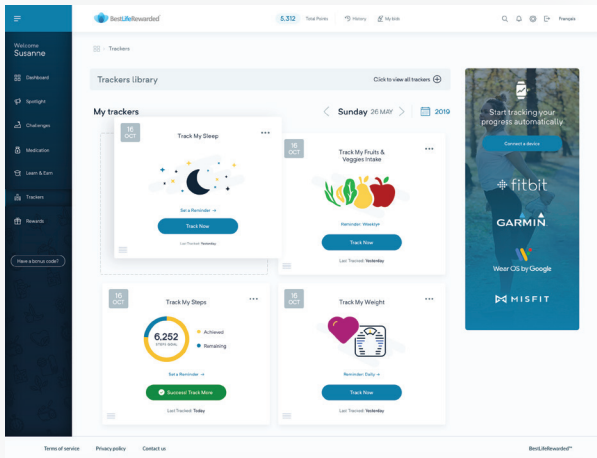 BestLifeRewarded
5,312 Total Points History My bids Français
Welcome
Susanne
Dashboard
Spotlight
Challenges
Medication
Learn & Earn
Trackers
Rewards
Have a bonus code?
Trackers
Trackers library
Click to view all trackers
My trackers
Sunday 26 MAY
2019
16
OCT
Track My Sleep
Set a Reminder →
Track Now
Last Tracked: Yesterday
16
OCT
Track My Fruits &
Veggies Intake
Reminder: Weekly
Track Now
Last Tracked: Yesterday
16
OCT
Track My Steps
6,252
Achieved
Remaining
Set a Reminder →
Success! Track More
Last Tracked: Today
16
OCT
Track My Weight
Reminder: Daily →
Track Now
Last Tracked: Yesterday
Start tracking your
progress automatically
Connect a device
fitbit
GARMIN
Wear OS by Google
MISFIT
Terms of service Privacy policy Contact us BestLifeRewarded™